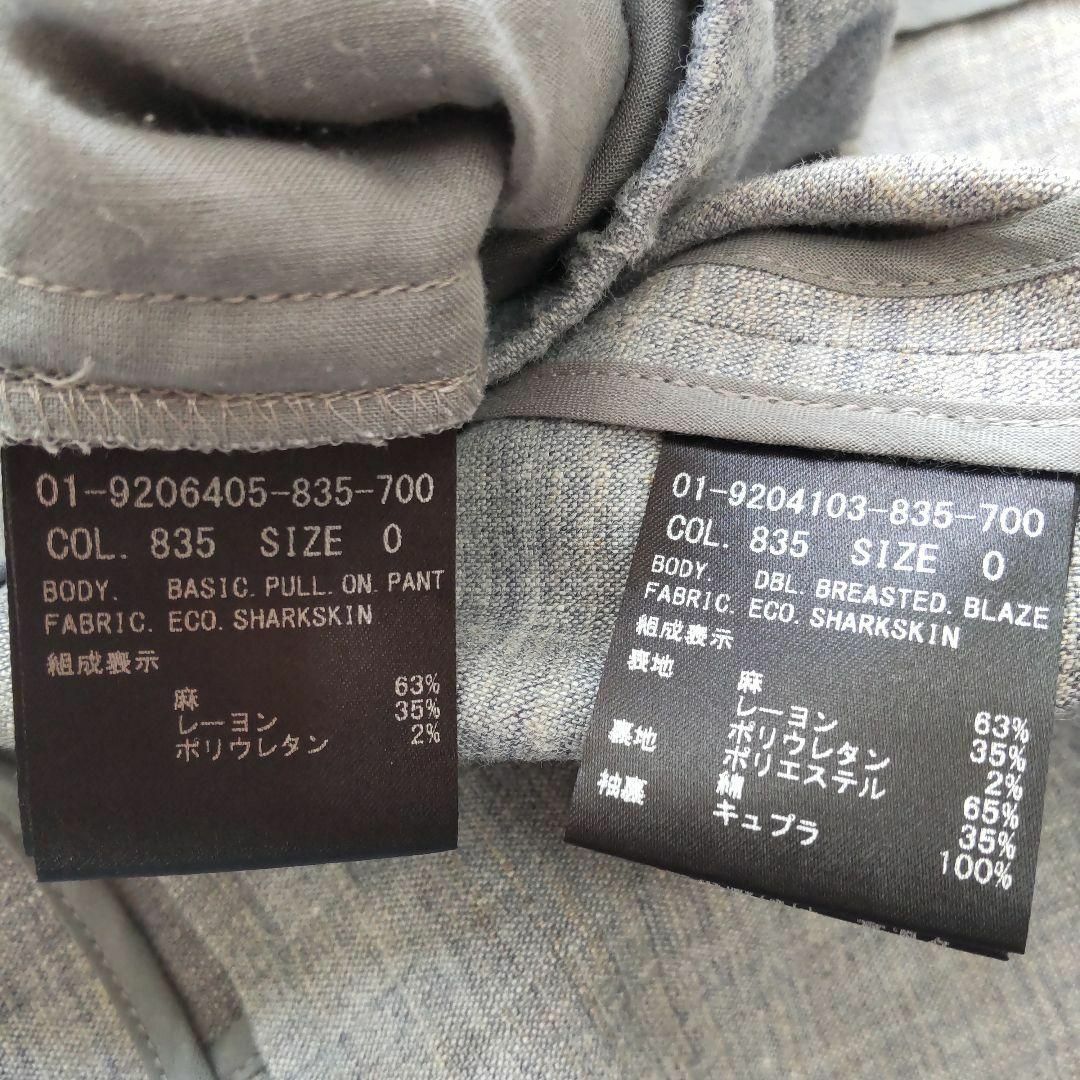 01-9206405-835-700
COL. 835 SIZE 0
BODY. BASIC. PULL. ON. PANT
FABRIC. ECO. SHARKSKIN
組成表示
麻 63%
レーヨン 35%
ポリウレタン 2%
01-9204103-835-700
COL. 835 SIZE 0
BODY. DBL. BREASTED. BLAZE
FABRIC. ECO. SHARKSKIN
組成表示
表地 麻 63%
レーヨン 35%
ポリウレタン 2%
裏地 ポリエステル 65%
綿 35%
袖裏 キュプラ 100%